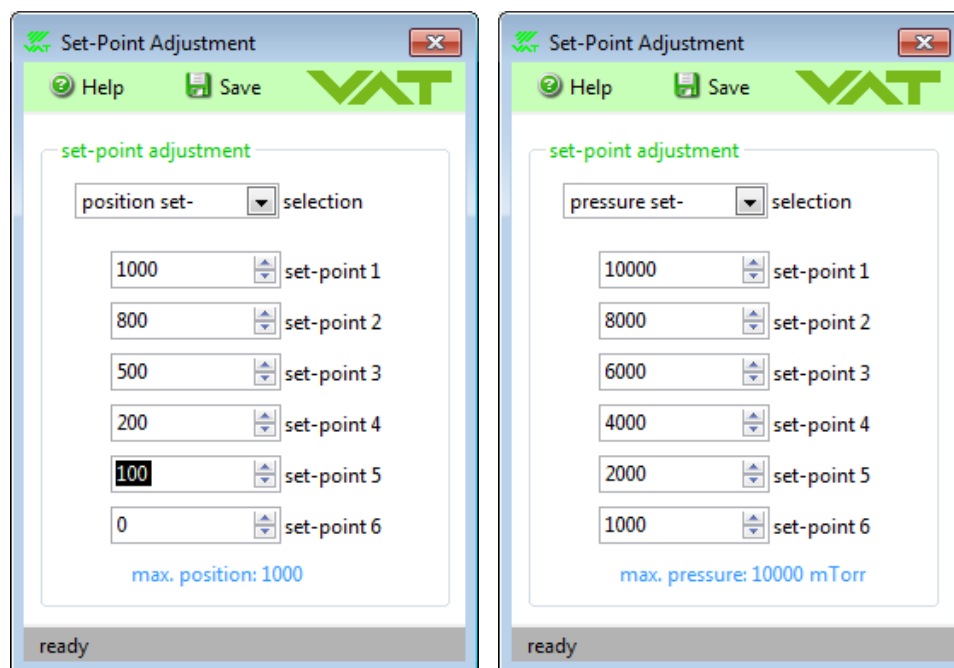 VAT Set-Point Adjustment
Help Save VAT
set-point adjustment
position set- selection
1000 set-point 1
800 set-point 2
500 set-point 3
200 set-point 4
100 set-point 5
0 set-point 6
max. position: 1000
ready
VAT Set-Point Adjustment
Help Save VAT
set-point adjustment
pressure set- selection
10000 set-point 1
8000 set-point 2
6000 set-point 3
4000 set-point 4
2000 set-point 5
1000 set-point 6
max. pressure: 10000 mTorr
ready